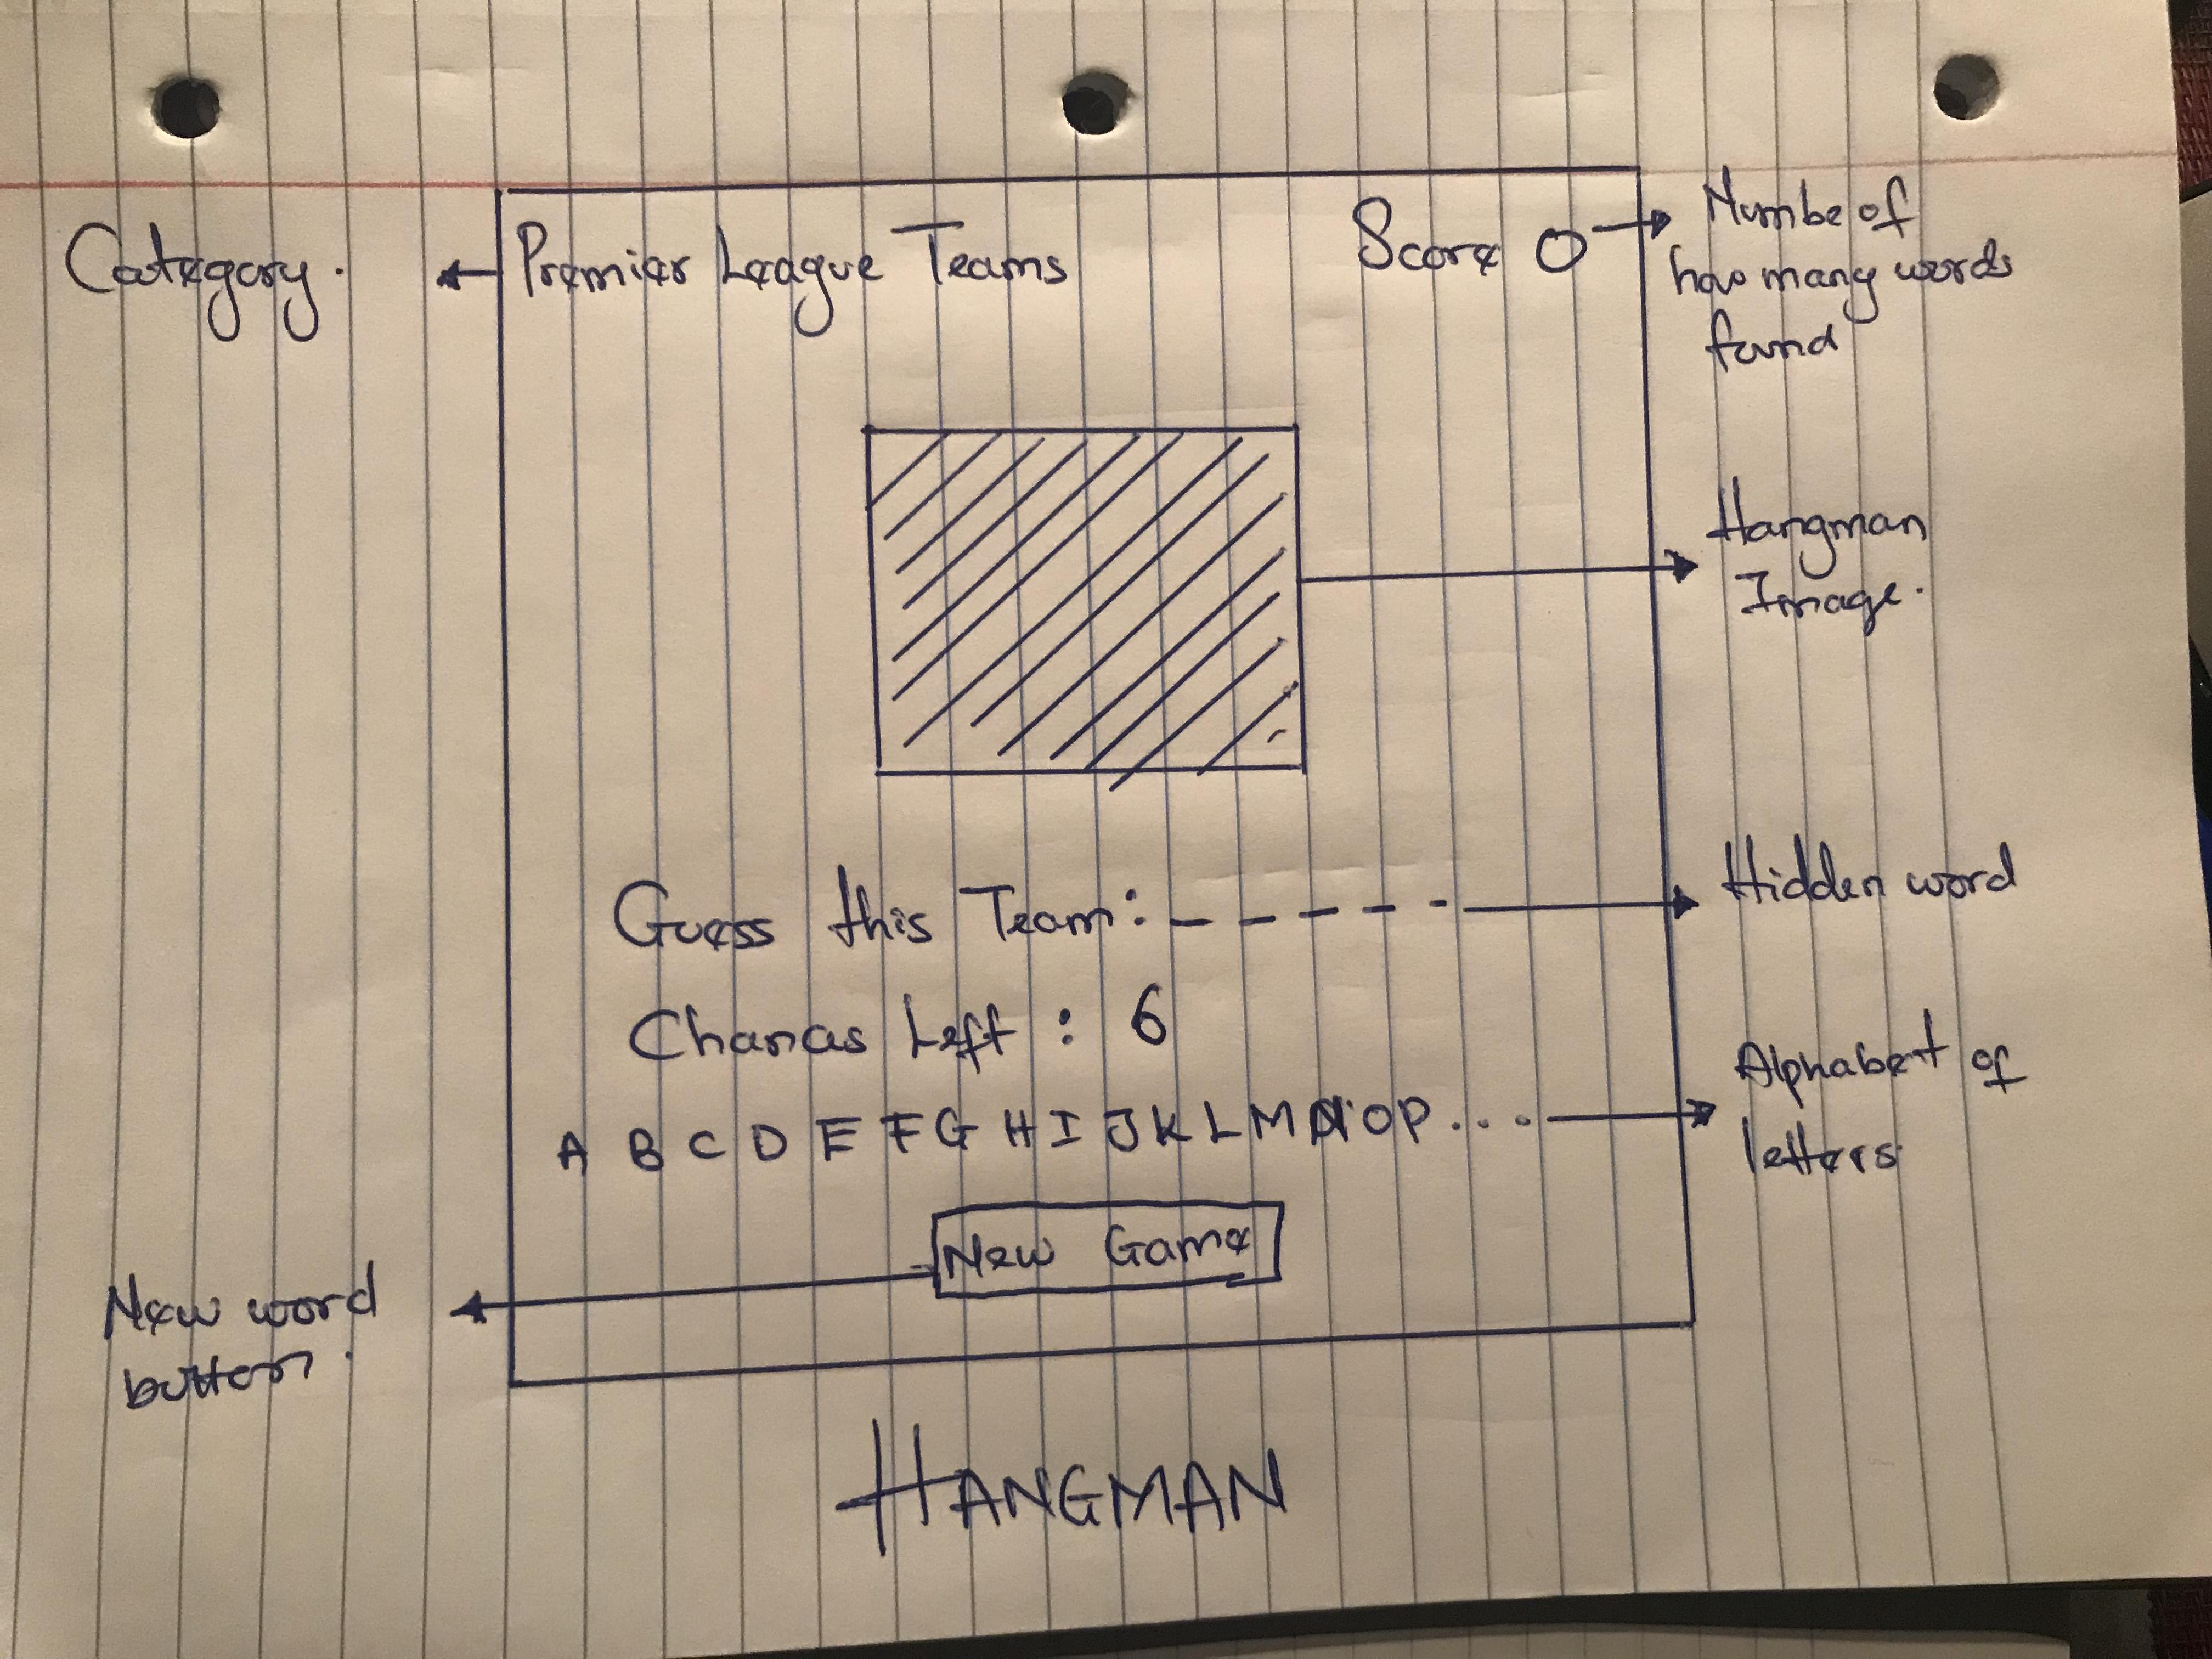 Premier League Teams
Score 0
Number of
how many words
found
Category.
Hangman
Image.
Guess this Team: - - - - - -
Hidden word
Chances Left : 6
A B C D E F G H I J K L M N O P . . .
Alphabet of
letters
New Game
New word
button.
HANGMAN